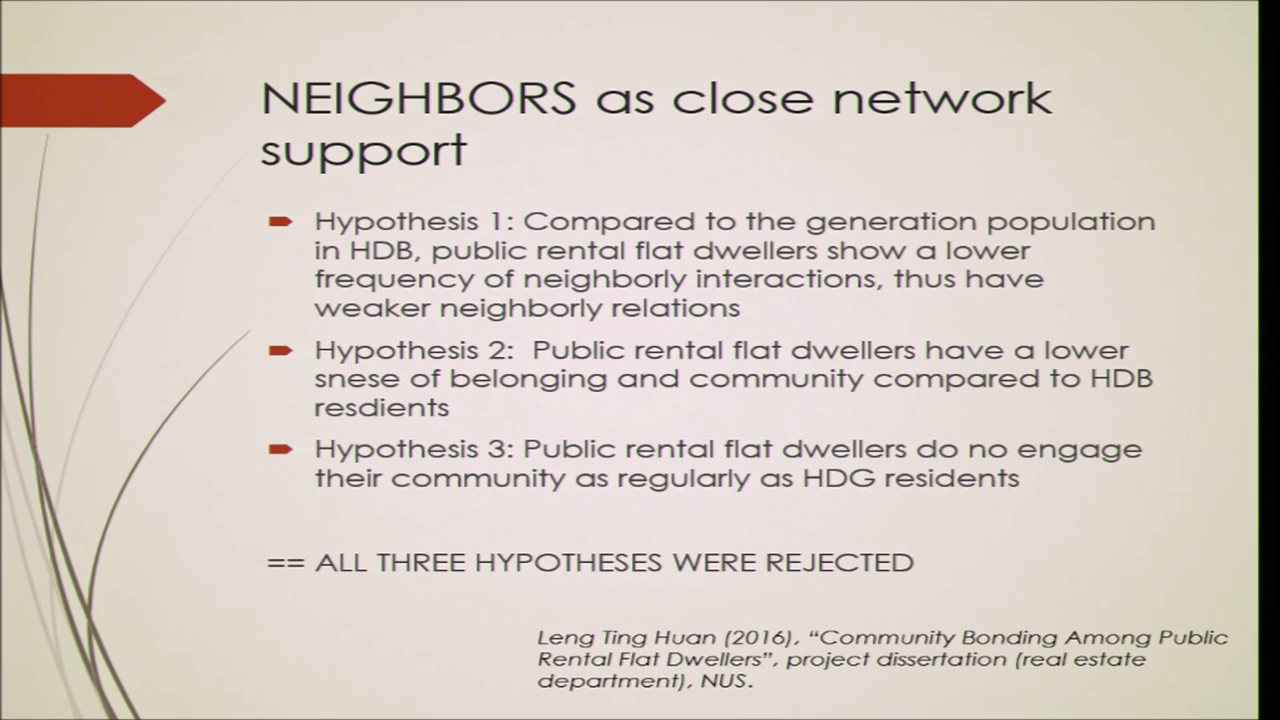 NEIGHBORS as close network
support
Hypothesis 1: Compared to the generation population
in HDB, public rental flat dwellers show a lower
frequency of neighborly interactions, thus have
weaker neighborly relations
Hypothesis 2: Public rental flat dwellers have a lower
snese of belonging and community compared to HDB
resdients
Hypothesis 3: Public rental flat dwellers do no engage
their community as regularly as HDG residents
== ALL THREE HYPOTHESES WERE REJECTED
Leng Ting Huan (2016), “Community Bonding Among Public
Rental Flat Dwellers”, project dissertation (real estate
department), NUS.